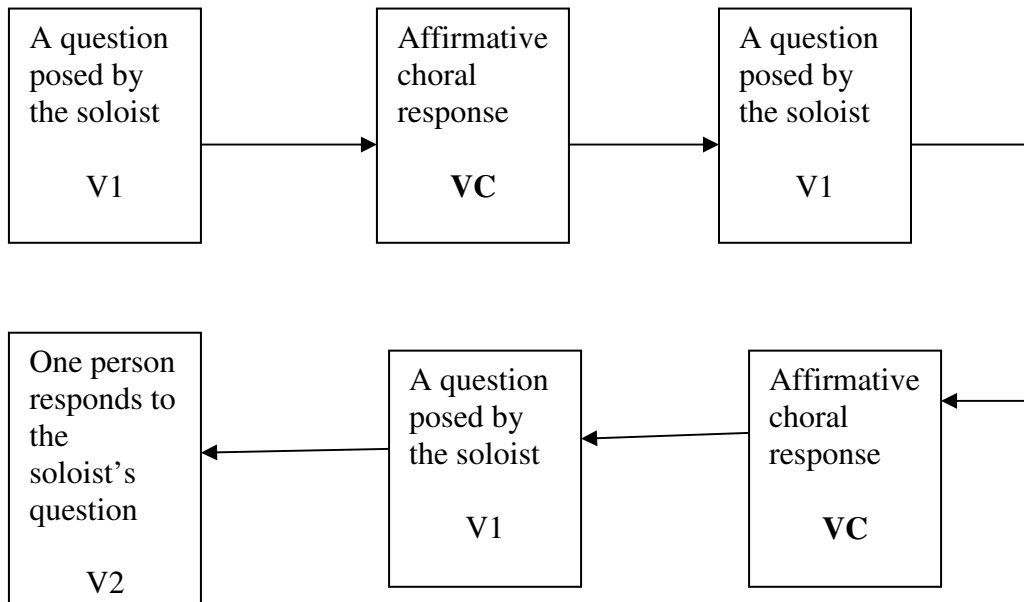 A question
posed by
the soloist
V1
Affirmative
choral
response
VC
A question
posed by
the soloist
V1
Affirmative
choral
response
VC
A question
posed by
the soloist
V1
One person
responds to
the
soloist's
question
V2